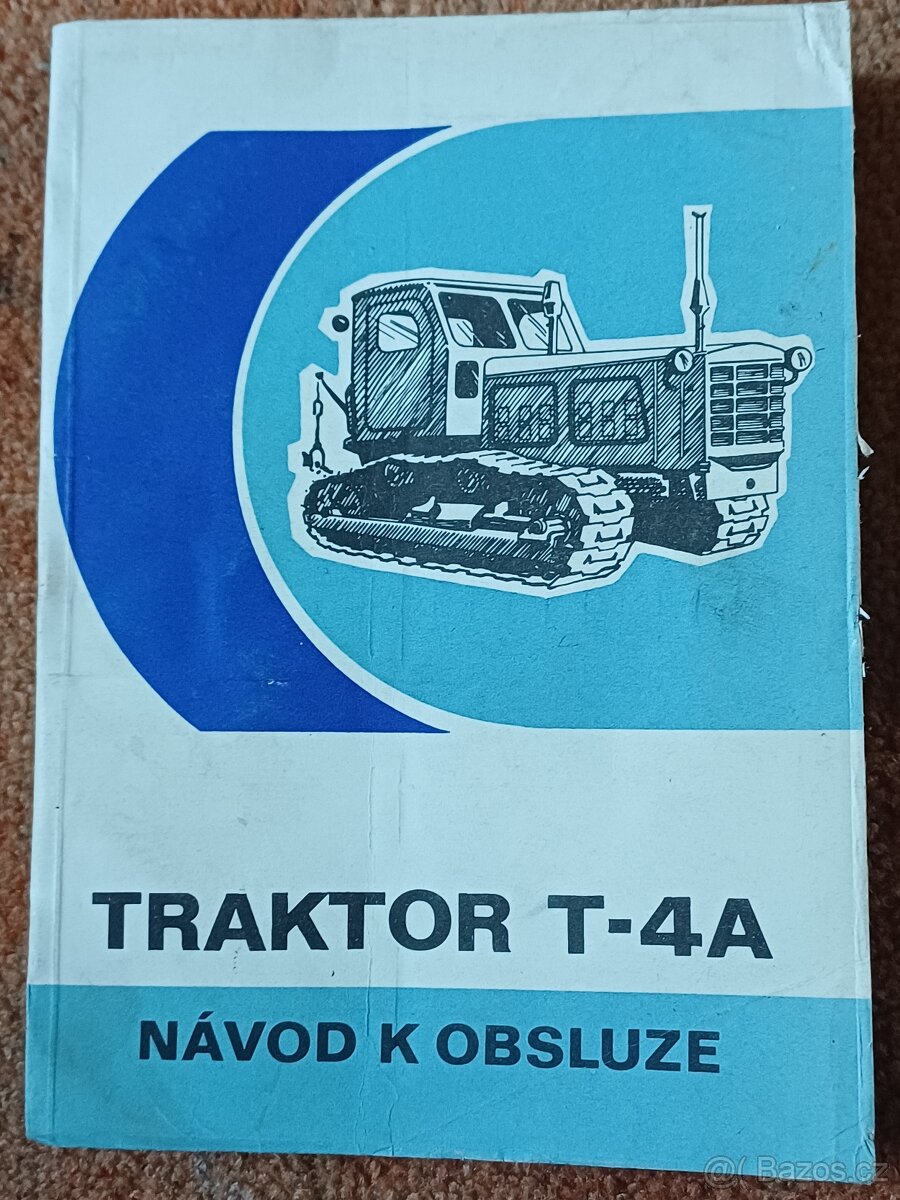 TRAKTOR T-4A
NÁVOD K OBSLUZE
@( Bazos.cz